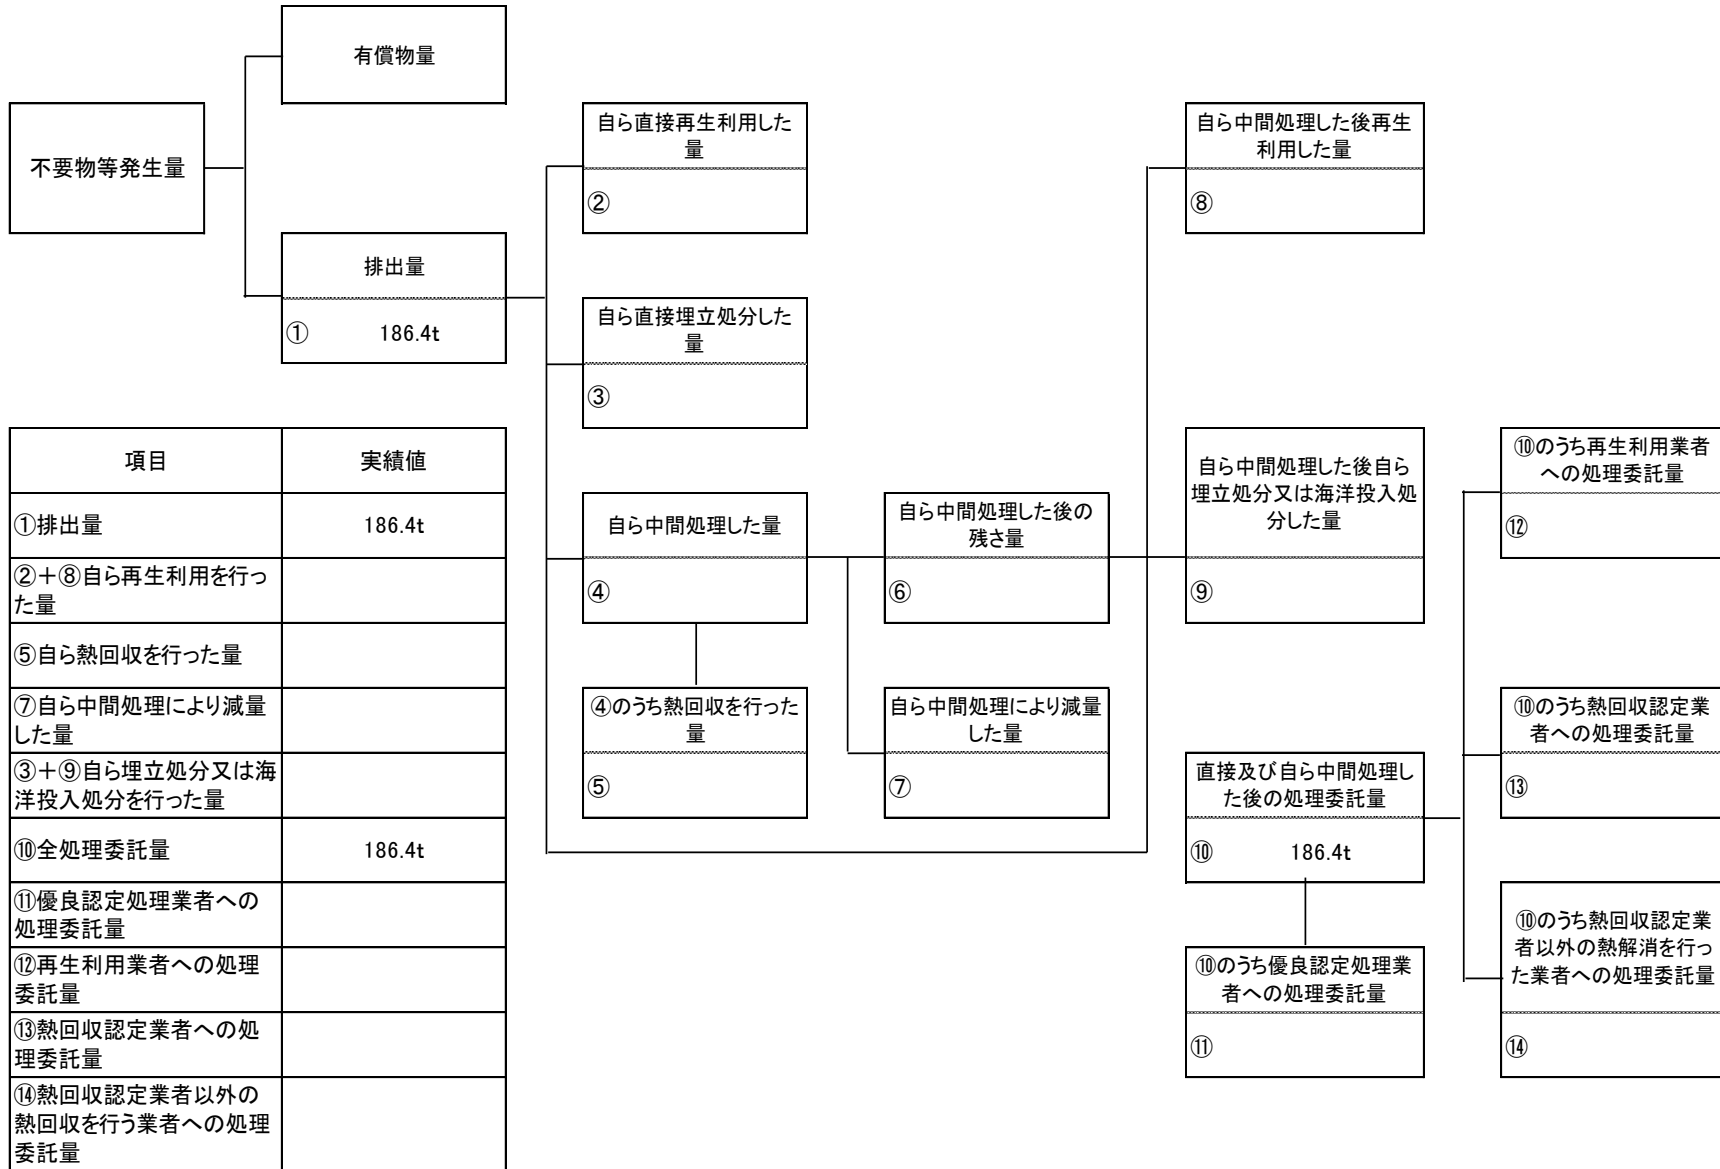 有償物量
不要物等発生量
排出量
① 186.4t
自ら直接再生利用した
量
②
自ら直接埋立処分した
量
③
自ら中間処理した量
④
④のうち熱回収を行った
量
⑤
自ら中間処理した後の
残さ量
⑥
自ら中間処理により減量
した量
⑦
自ら中間処理した後再生
利用した量
⑧
自ら中間処理した後自ら
埋立処分又は海洋投入処
分した量
⑨
直接及び自ら中間処理し
た後の処理委託量
⑩ 186.4t
⑩のうち優良認定処理業
者への処理委託量
⑪
⑩のうち再生利用業者
への処理委託量
⑫
⑩のうち熱回収認定業
者への処理委託量
⑬
⑩のうち熱回収認定業
者以外の熱解消を行っ
た業者への処理委託量
⑭
項目 実績値
①排出量 186.4t
②+⑧自ら再生利用を行っ
た量
⑤自ら熱回収を行った量
⑦自ら中間処理により減量
した量
③+⑨自ら埋立処分又は海
洋投入処分を行った量
⑩全処理委託量 186.4t
⑪優良認定処理業者への
処理委託量
⑫再生利用業者への処理
委託量
⑬熱回収認定業者への処
理委託量
⑭熱回収認定業者以外の
熱回収を行う業者への処理
委託量